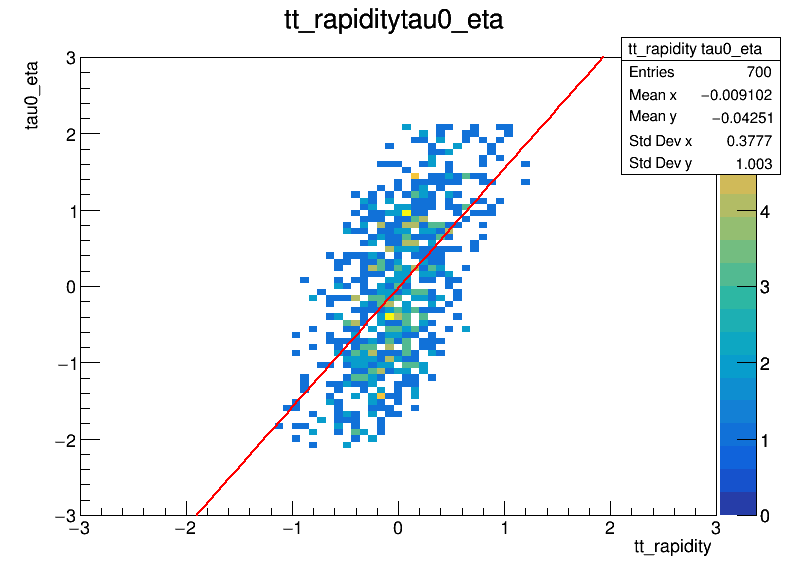 tt_rapiditytau0_eta
tt_rapidity tau0_eta
Entries 700
Mean x −0.009102
Mean y −0.04251
Std Dev x 0.3777
Std Dev y 1.003
tau0_eta
3
2
1
0
−1
−2
−3
−3 −2 −1 0 1 2 3
tt_rapidity
4
3
2
1
0